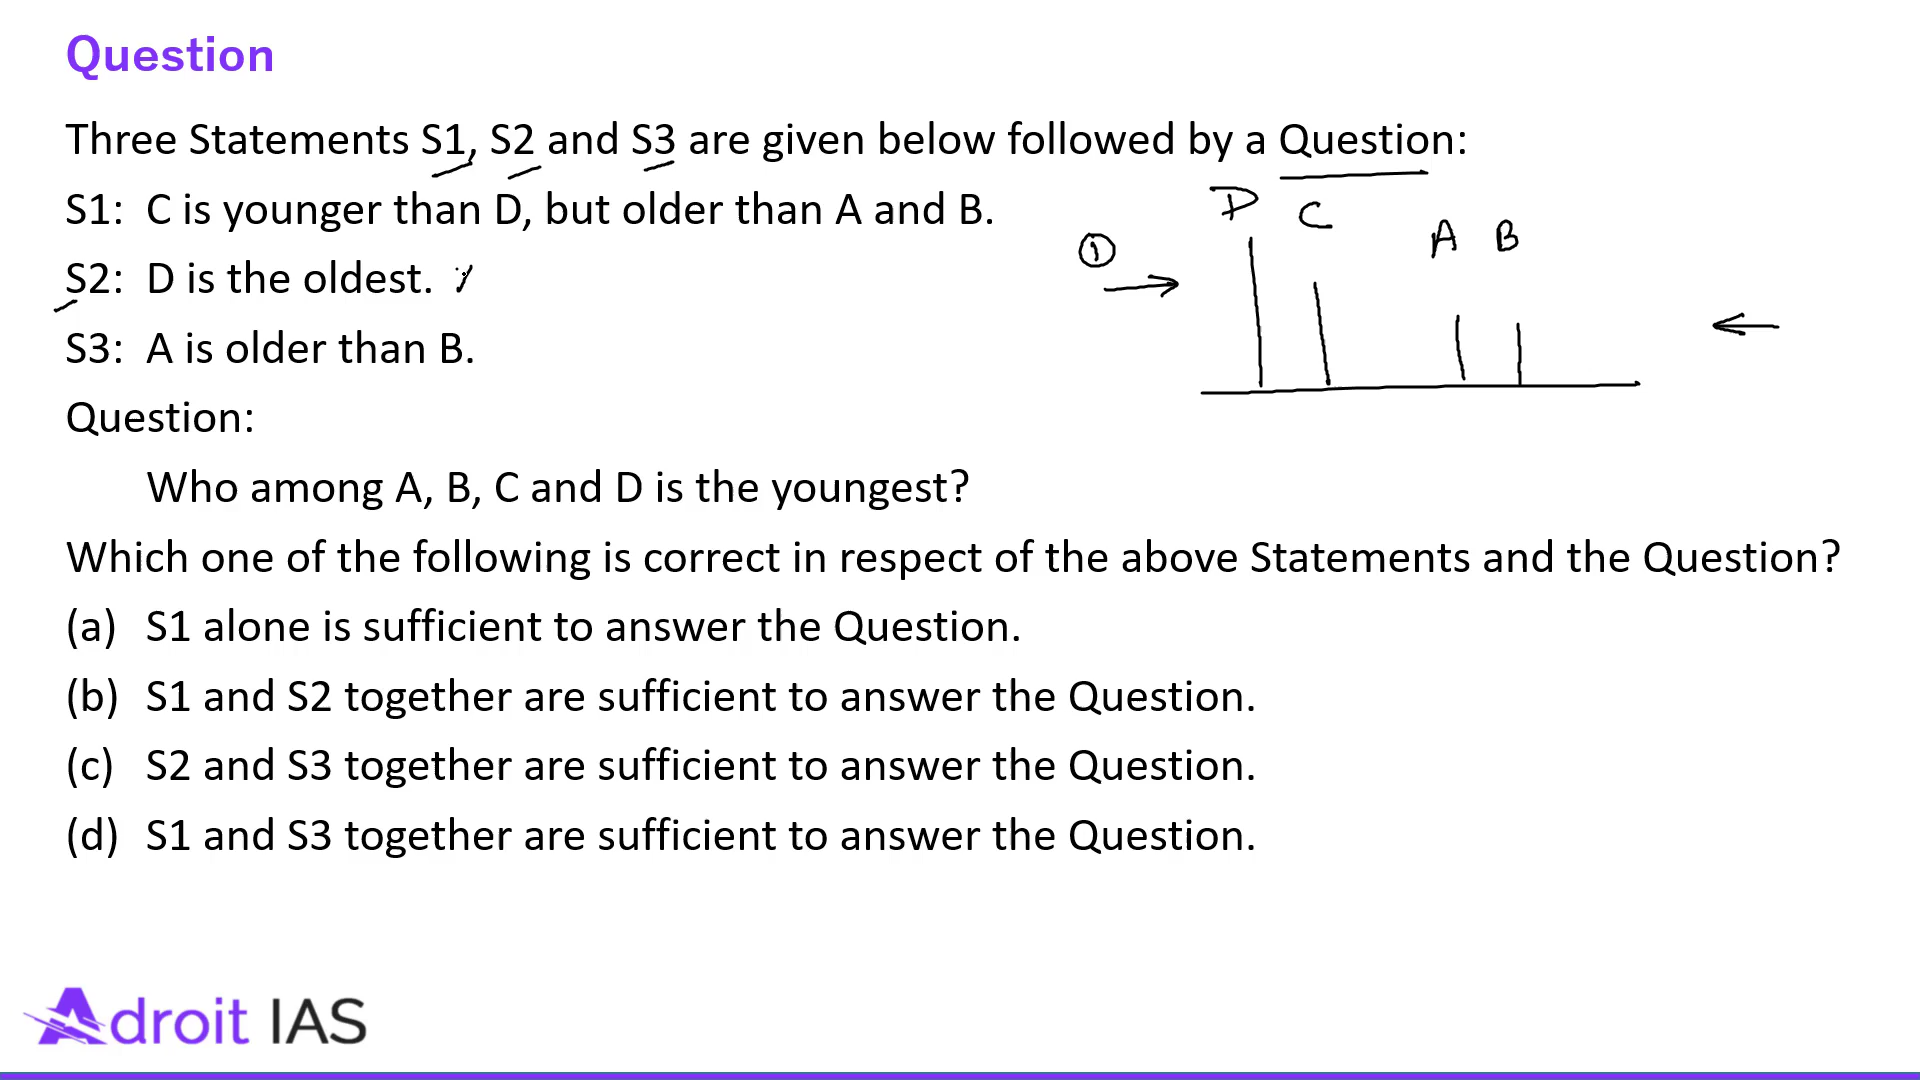 Question
Three Statements S1, S2 and S3 are given below followed by a Question:
S1: C is younger than D, but older than A and B.
S2: D is the oldest.
S3: A is older than B.
Question:
Who among A, B, C and D is the youngest?
Which one of the following is correct in respect of the above Statements and the Question?
(a) S1 alone is sufficient to answer the Question.
(b) S1 and S2 together are sufficient to answer the Question.
(c) S2 and S3 together are sufficient to answer the Question.
(d) S1 and S3 together are sufficient to answer the Question.
D C A B
1
Adroit IAS